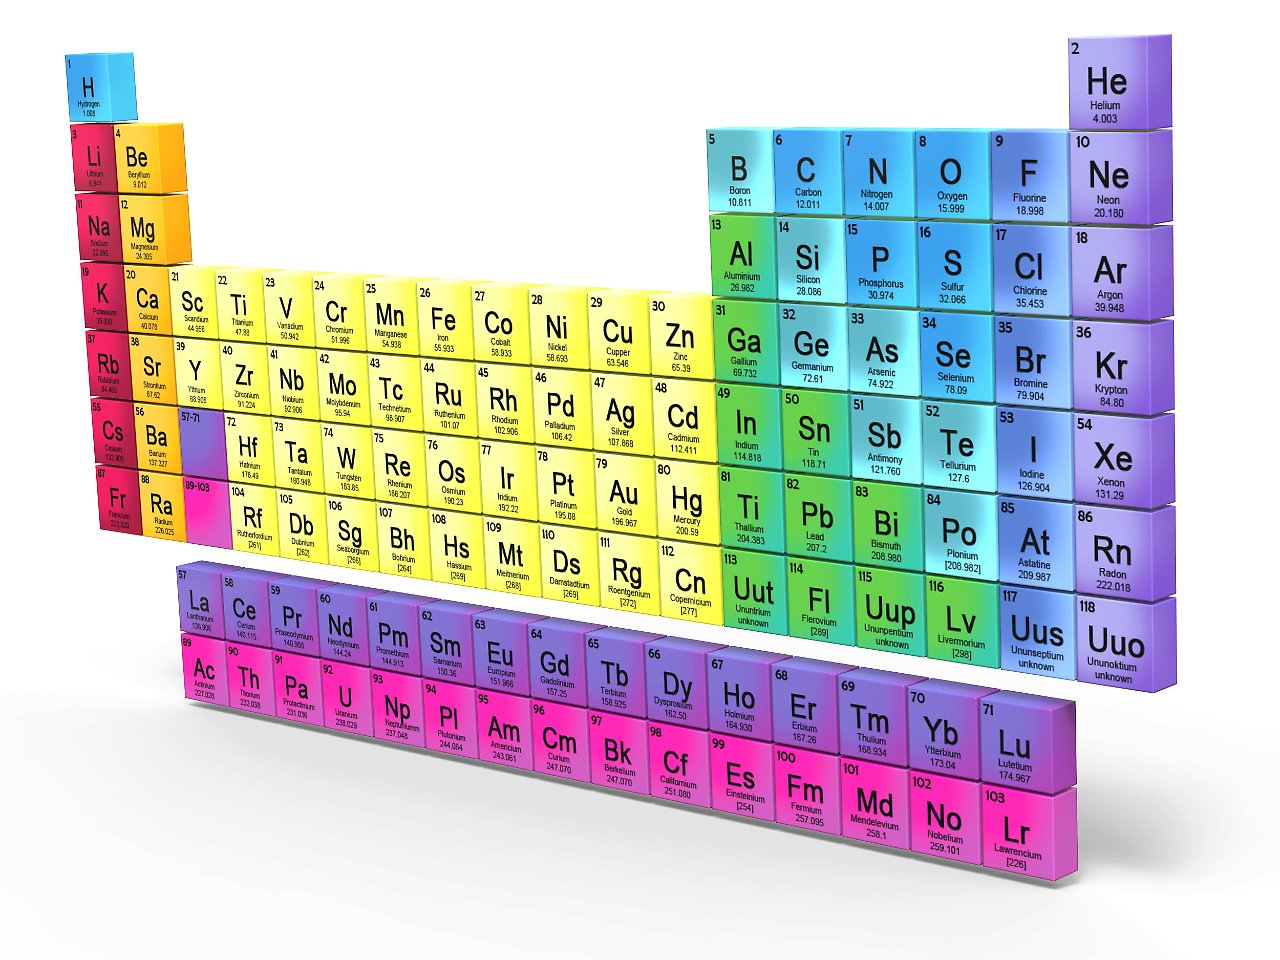 1
H
Hydrogen
1.008
2
He
Helium
4.003
3
Li
Lithium
6.941
4
Be
Beryllium
9.012
5
B
Boron
10.811
6
C
Carbon
12.011
7
N
Nitrogen
14.007
8
O
Oxygen
15.999
9
F
Fluorine
18.998
10
Ne
Neon
20.180
11
Na
Sodium
22.990
12
Mg
Magnesium
24.305
13
Al
Aluminium
26.982
14
Si
Silicon
28.086
15
P
Phosphorus
30.974
16
S
Sulfur
32.066
17
Cl
Chlorine
35.453
18
Ar
Argon
39.948
19
K
Potassium
39.098
20
Ca
Calcium
40.078
21
Sc
Scandium
44.956
22
Ti
Titanium
47.88
23
V
Vanadium
50.942
24
Cr
Chromium
51.996
25
Mn
Manganese
54.938
26
Fe
Iron
55.933
27
Co
Cobalt
58.933
28
Ni
Nickel
58.693
29
Cu
Cupper
63.546
30
Zn
Zinc
65.39
31
Ga
Gallium
69.732
32
Ge
Germanium
72.61
33
As
Arsenic
74.922
34
Se
Selenium
78.09
35
Br
Bromine
79.904
36
Kr
Krypton
84.80
37
Rb
Rubidium
84.468
38
Sr
Strontium
87.62
39
Y
Yttrium
88.906
40
Zr
Zirconium
91.224
41
Nb
Niobium
92.906
42
Mo
Molybdenum
95.94
43
Tc
Technetium
98.907
44
Ru
Ruthenium
101.07
45
Rh
Rhodium
102.906
46
Pd
Palladium
106.42
47
Ag
Silver
107.868
48
Cd
Cadmium
112.411
49
In
Indium
114.818
50
Sn
Tin
118.71
51
Sb
Antimony
121.760
52
Te
Tellurium
127.6
53
I
Iodine
126.904
54
Xe
Xenon
131.29
55
Cs
Cesium
132.905
56
Ba
Barium
137.327
57-71
72
Hf
Hafnium
178.49
73
Ta
Tantalum
180.948
74
W
Tungsten
183.85
75
Re
Rhenium
186.207
76
Os
Osmium
190.23
77
Ir
Iridium
192.22
78
Pt
Platinum
195.08
79
Au
Gold
196.967
80
Hg
Mercury
200.59
81
Ti
Thallium
204.383
82
Pb
Lead
207.2
83
Bi
Bismuth
208.980
84
Po
Plonium
[208.982]
85
At
Astatine
209.987
86
Rn
Radon
222.018
87
Fr
Francium
223.020
88
Ra
Radium
226.025
89-103
104
Rf
Rutherfordium
[261]
105
Db
Dubnium
[262]
106
Sg
Seaborgium
[266]
107
Bh
Bohrium
[264]
108
Hs
Hassium
[269]
109
Mt
Meitnerium
[268]
110
Ds
Darmstadtium
[269]
111
Rg
Roentgenium
[272]
112
Cn
Copernicium
[277]
113
Uut
Ununtrium
unknown
114
Fl
Flerovium
[289]
115
Uup
Ununpentium
unknown
116
Lv
Livermorium
[298]
117
Uus
Ununseptium
unknown
118
Uuo
Ununoktium
unknown
57
La
Lanthanum
138.906
58
Ce
Cerium
140.115
59
Pr
Praseodymium
140.908
60
Nd
Neodymium
144.24
61
Pm
Promethium
144.913
62
Sm
Samarium
150.36
63
Eu
Europium
151.966
64
Gd
Gadolinium
157.25
65
Tb
Terbium
158.925
66
Dy
Dysprosium
162.50
67
Ho
Holmium
164.930
68
Er
Erbium
167.26
69
Tm
Thulium
168.934
70
Yb
Ytterbium
173.04
71
Lu
Lutetium
174.967
89
Ac
Actinium
227.028
90
Th
Thorium
232.038
91
Pa
Protactinium
231.036
92
U
Uranium
238.029
93
Np
Neptuniumm
237.048
94
Pl
Plutonium
244.064
95
Am
Americium
243.061
96
Cm
Curium
247.070
97
Bk
Berkelium
247.070
98
Cf
Californium
251.080
99
Es
Einsteinium
[254]
100
Fm
Fermium
257.095
101
Md
Mendelevium
258.1
102
No
Nobelium
259.101
103
Lr
Lawrencium
[226]